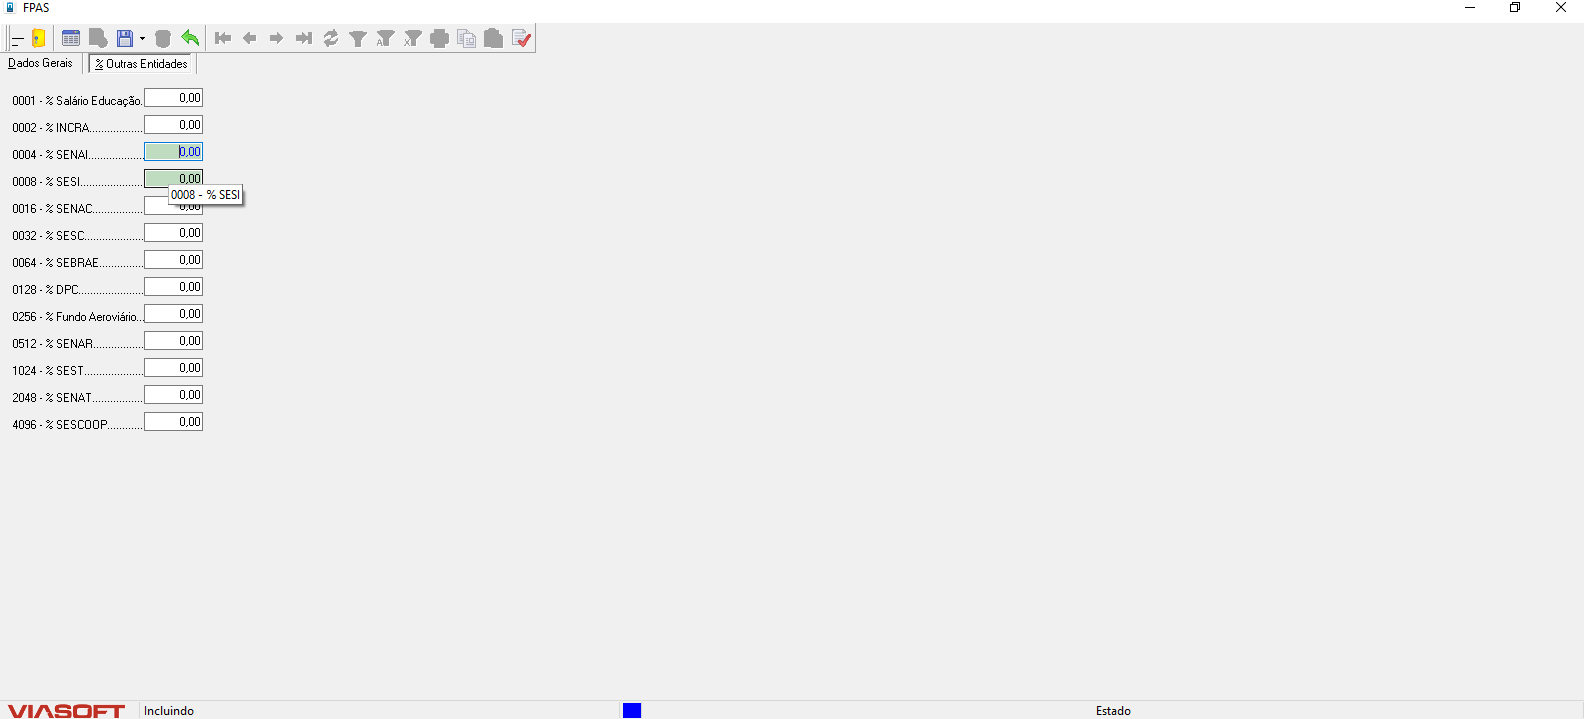 FPAS
Dados Gerais
% Outras Entidades
0001 - % Salário Educação. 0,00
0002 - % INCRA.................. 0,00
0004 - % SENAI................... 0,00
0008 - % SESI..................... 0,00
0008 - % SESI
0016 - % SENAC................. 0,00
0032 - % SESC.................... 0,00
0064 - % SEBRAE............... 0,00
0128 - % DPC...................... 0,00
0256 - % Fundo Aeroviário... 0,00
0512 - % SENAR................. 0,00
1024 - % SEST.................... 0,00
2048 - % SENAT................. 0,00
4096 - % SESCOOP............ 0,00
VIASOFT Incluindo Estado